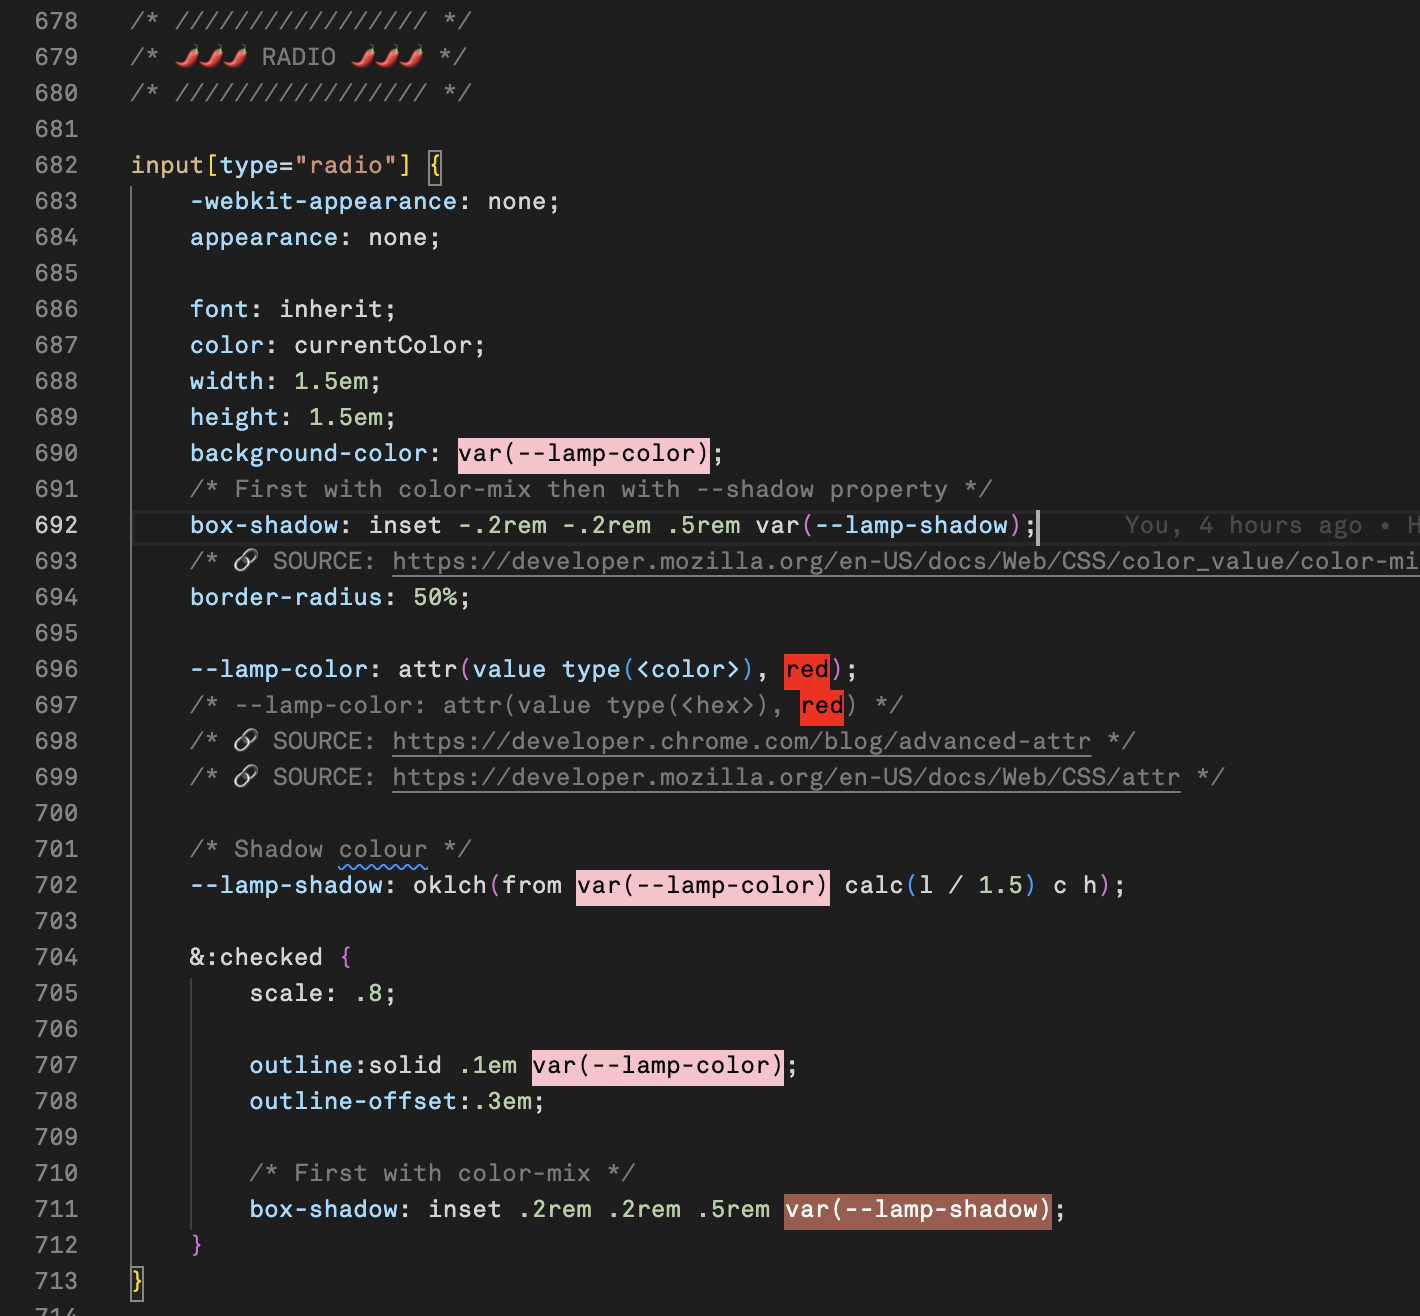 678 /* ///////////////// */
679 /* 🌶️🌶️🌶️ RADIO 🌶️🌶️🌶️ */
680 /* ///////////////// */
681
682 input[type="radio"] {
683 -webkit-appearance: none;
684 appearance: none;
685
686 font: inherit;
687 color: currentColor;
688 width: 1.5em;
689 height: 1.5em;
690 background-color: var(--lamp-color);
691 /* First with color-mix then with --shadow property */
692 box-shadow: inset -.2rem -.2rem .5rem var(--lamp-shadow); You, 4 hours ago • H
693 /* 🔗 SOURCE: https://developer.mozilla.org/en-US/docs/Web/CSS/color_value/color-mi
694 border-radius: 50%;
695
696 --lamp-color: attr(value type(<color>), red);
697 /* --lamp-color: attr(value type(<hex>), red) */
698 /* 🔗 SOURCE: https://developer.chrome.com/blog/advanced-attr */
699 /* 🔗 SOURCE: https://developer.mozilla.org/en-US/docs/Web/CSS/attr */
700
701 /* Shadow colour */
702 --lamp-shadow: oklch(from var(--lamp-color) calc(l / 1.5) c h);
703
704 &:checked {
705 scale: .8;
706
707 outline:solid .1em var(--lamp-color);
708 outline-offset:.3em;
709
710 /* First with color-mix */
711 box-shadow: inset .2rem .2rem .5rem var(--lamp-shadow);
712 }
713 }
714